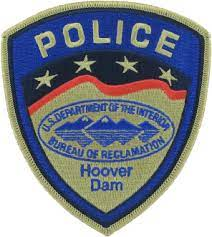 POLICE
U.S. DEPARTMENT OF THE INTERIOR
BUREAU OF RECLAMATION
Hoover
Dam